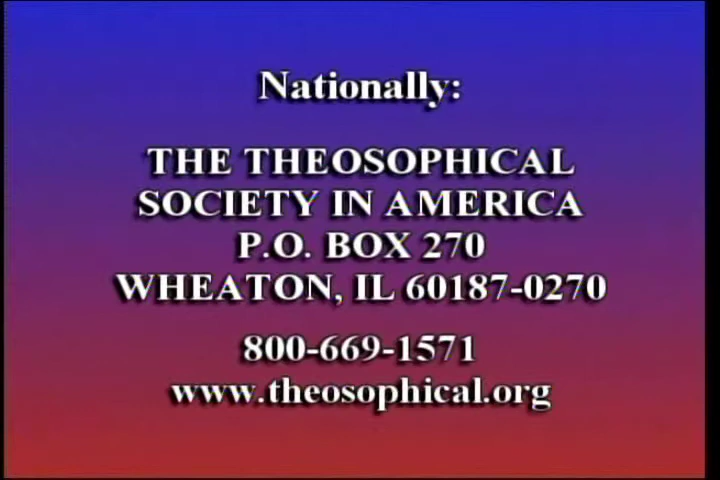 Nationally:
THE THEOSOPHICAL
SOCIETY IN AMERICA
P.O. BOX 270
WHEATON, IL 60187-0270
800-669-1571
www.theosophical.org